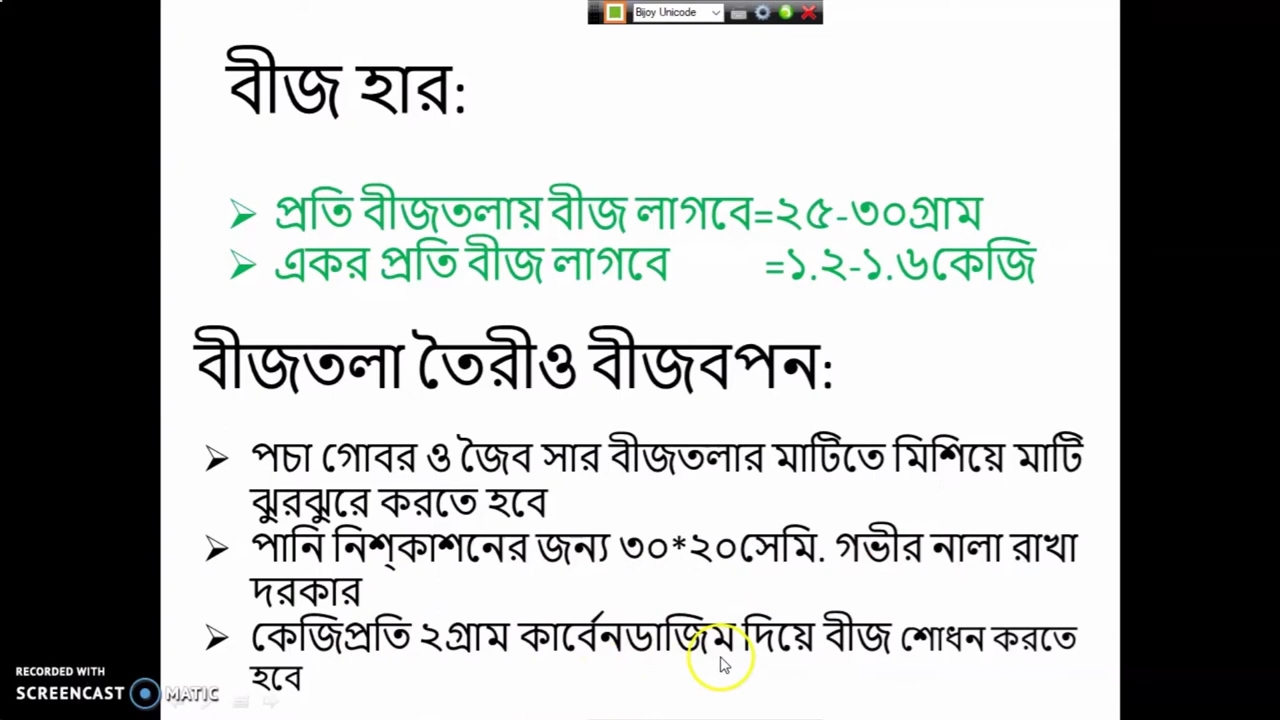 Bijoy Unicode
বীজ হার:
➢ প্রতি বীজতলায় বীজ লাগবে=২৫-৩০গ্রাম
➢ একর প্রতি বীজ লাগবে =১.২-১.৬কেজি
বীজতলা তৈরীও বীজবপন:
➢ পচা গোবর ও জৈব সার বীজতলার মাটিতে মিশিয়ে মাটি
ঝুরঝুরে করতে হবে
➢ পানি নিশ্কাশনের জন্য ৩০*২০সেমি. গভীর নালা রাখা
দরকার
➢ কেজিপ্রতি ২গ্রাম কার্বেনডাজিম দিয়ে বীজ শোধন করতে
হবে
RECORDED WITH
SCREENCAST MATIC